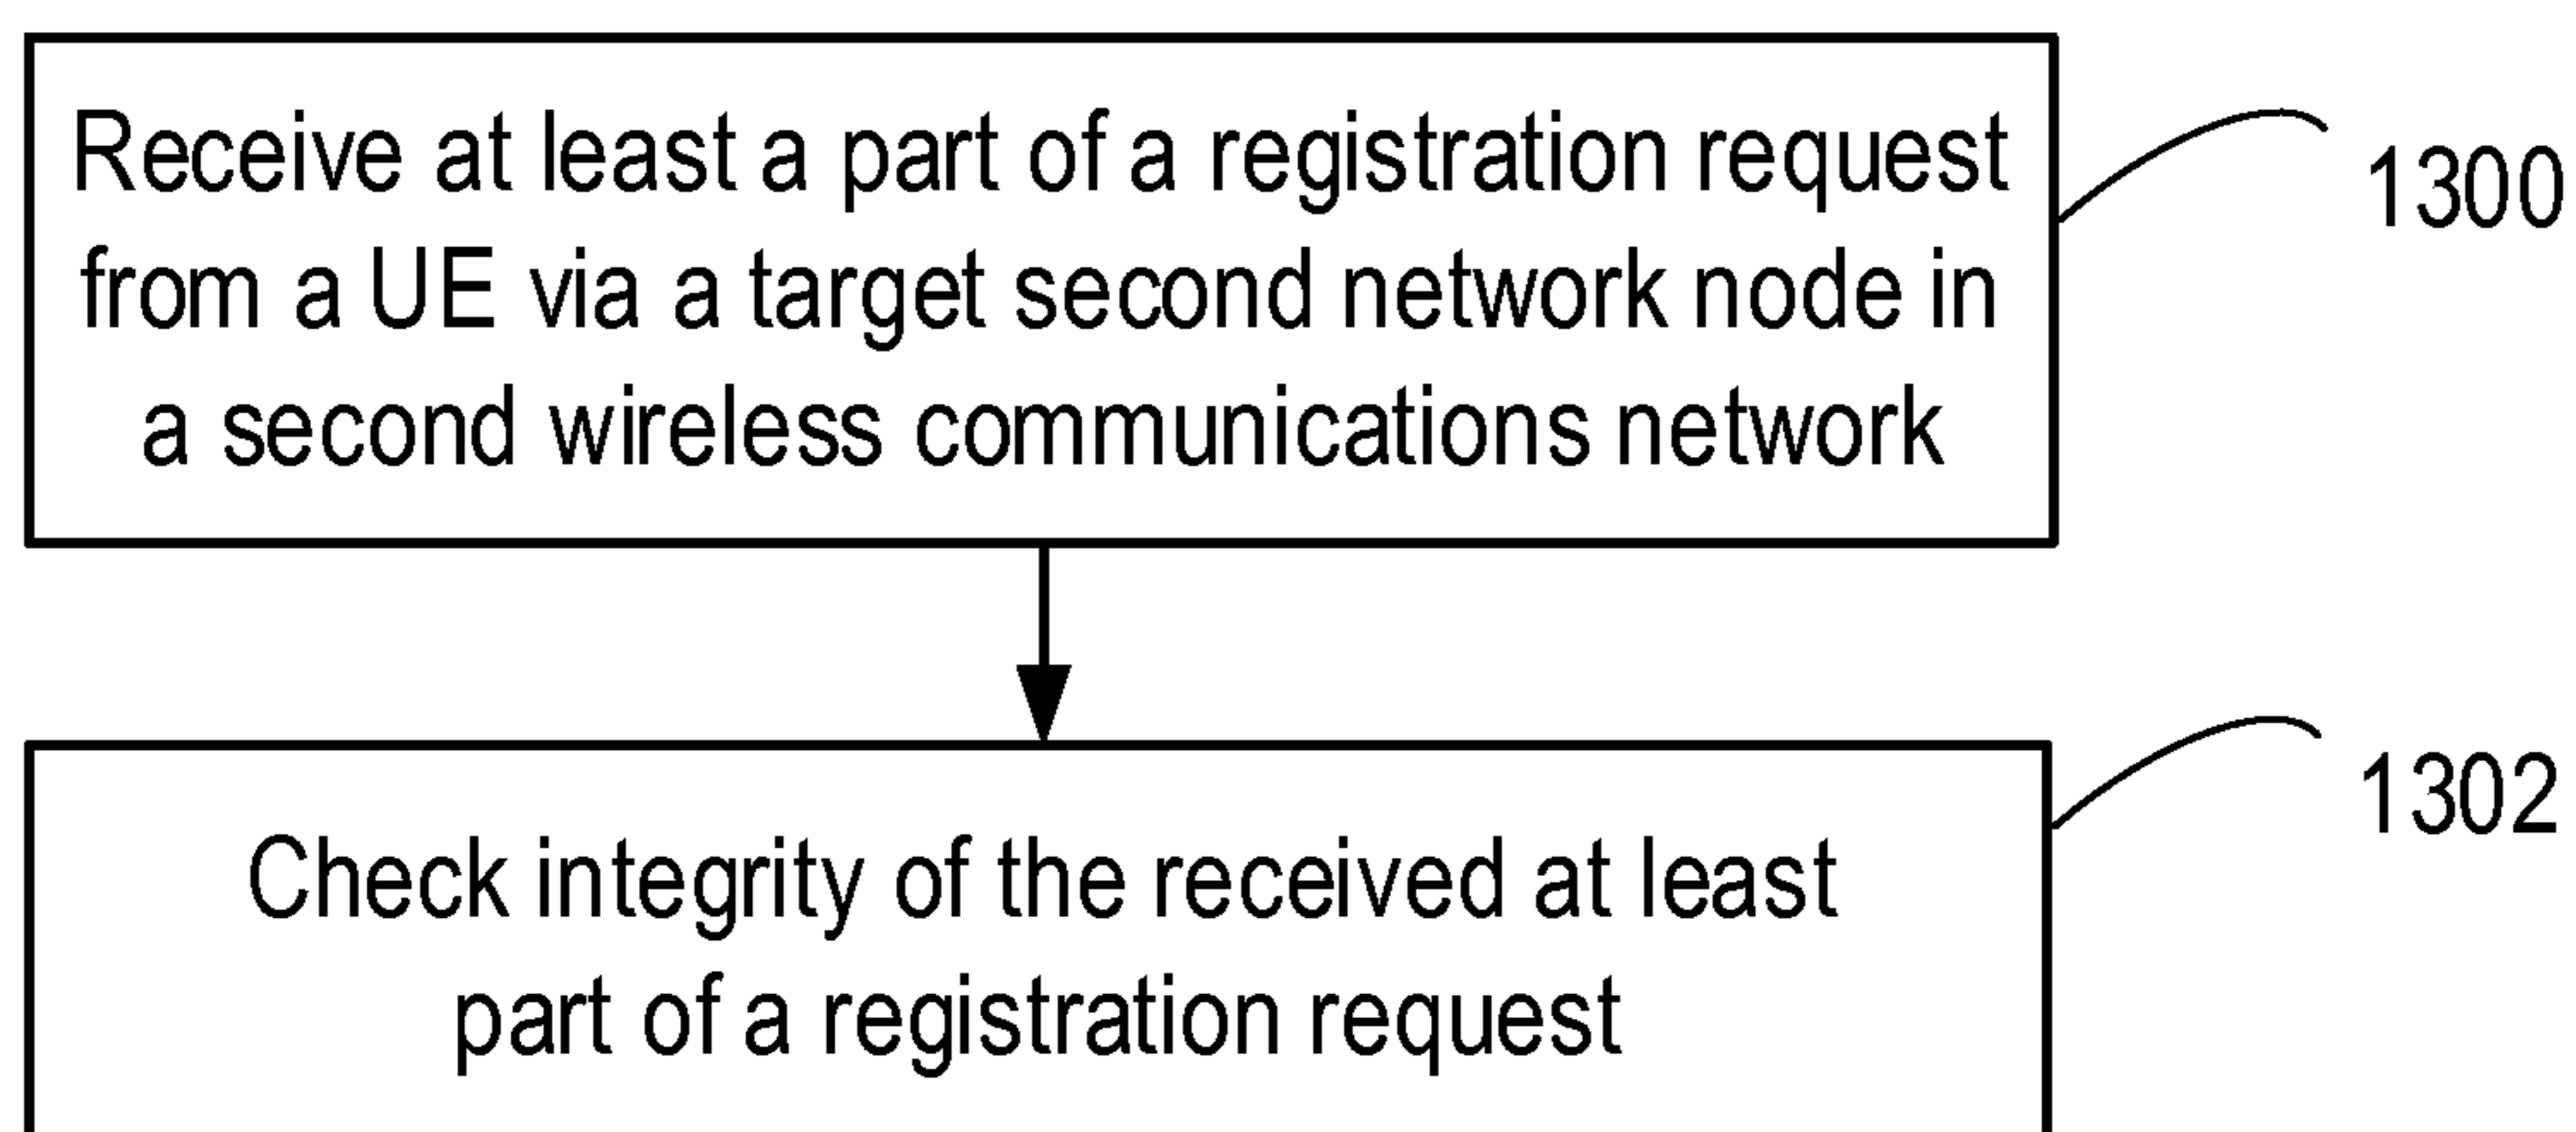 Receive at least a part of a registration request
from a UE via a target second network node in
a second wireless communications network
1300
Check integrity of the received at least
part of a registration request
1302